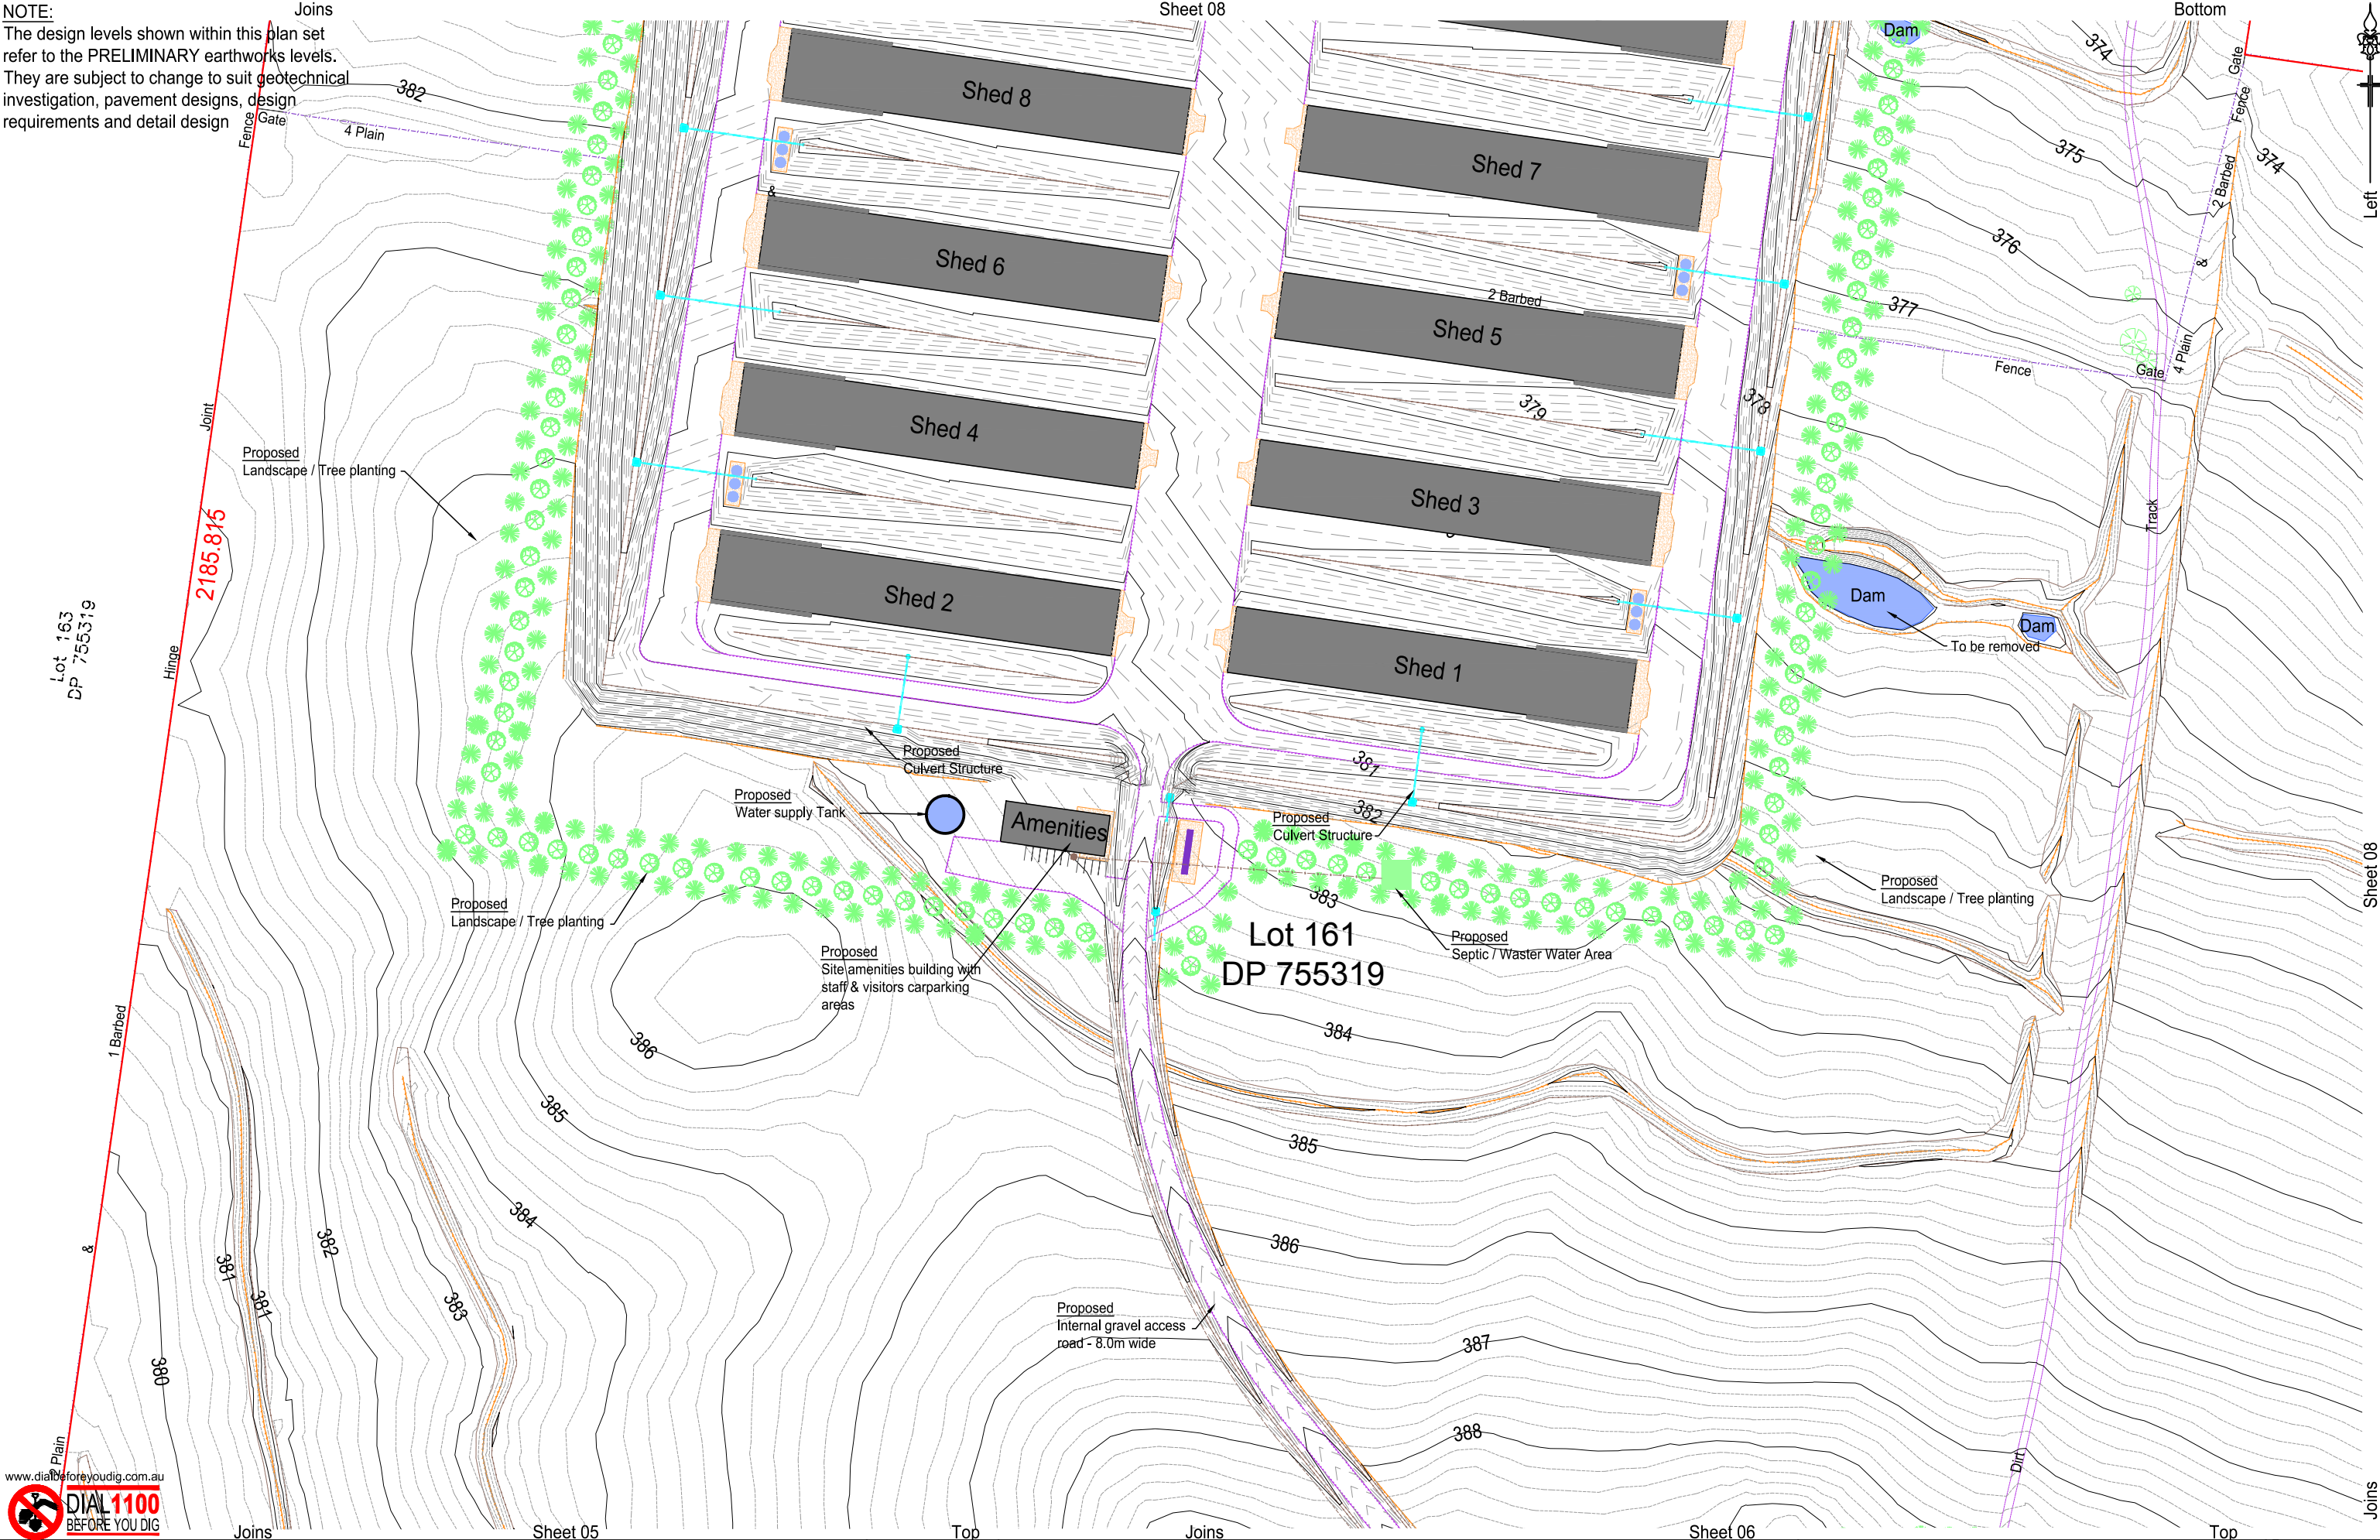 NOTE:
The design levels shown within this plan set
refer to the PRELIMINARY earthworks levels.
They are subject to change to suit geotechnical
investigation, pavement designs, design
requirements and detail design
Joins
Sheet 08
Bottom
Left
Sheet 08
Joins
382
Fence
Gate
4 Plain
Joint
2185.815
Hinge
Lot 163
DP 755319
1 Barbed
&
2 Plain
Shed 8
Shed 7
&
Shed 6
Shed 5
2 Barbed
Shed 4
379
378
Shed 3
Shed 2
Shed 1
Dam
374
375
374
376
377
Gate
Fence
2 Barbed
&
4 Plain
Fence
Gate
Track
Dam
Dam
To be removed
Proposed
Landscape / Tree planting
Proposed
Culvert Structure
Proposed
Water supply Tank
Amenities
381
382
Proposed
Culvert Structure
383
Proposed
Landscape / Tree planting
Proposed
Landscape / Tree planting
Proposed
Site amenities building with
staff & visitors carparking
areas
Lot 161
DP 755319
Proposed
Septic / Waster Water Area
384
386
385
385
384
386
382
381
381
383
380
Proposed
Internal gravel access
road - 8.0m wide
387
388
Dirt
www.dialbeforeyoudig.com.au
DIAL1100
BEFORE YOU DIG
Joins
Sheet 05
Top
Joins
Sheet 06
Top